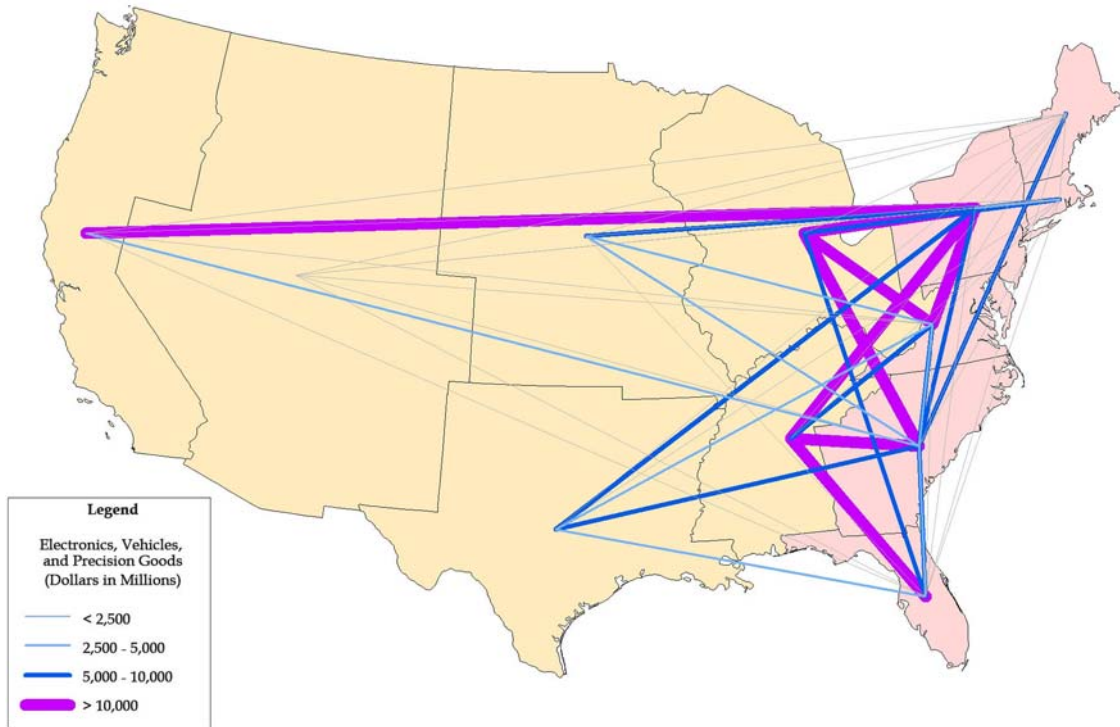 Legend
Electronics, Vehicles,
and Precision Goods
(Dollars in Millions)
< 2,500
2,500 - 5,000
5,000 - 10,000
> 10,000